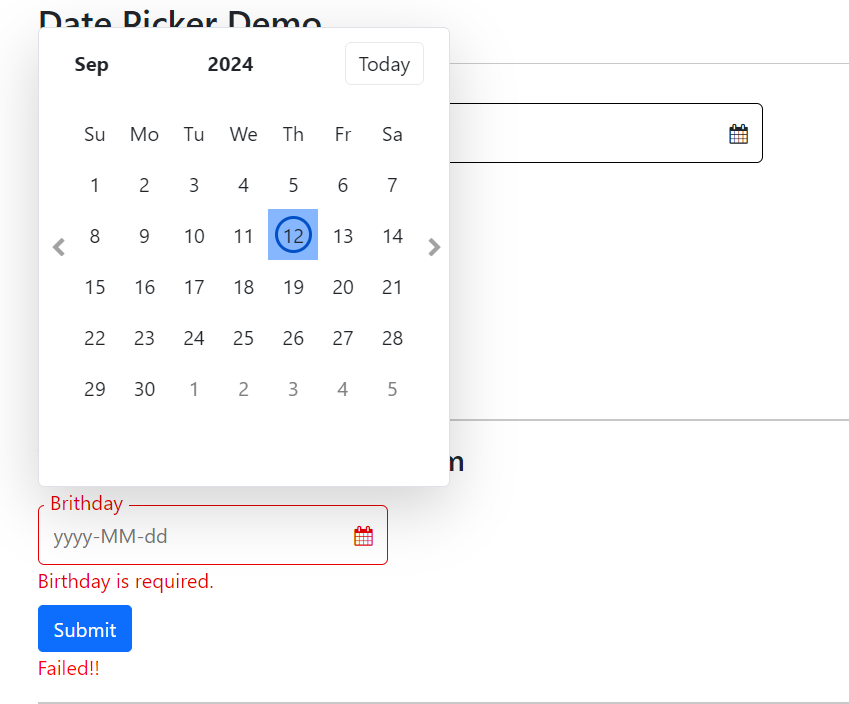 Date Picker Demo
Sep 2024 Today
Su Mo Tu We Th Fr Sa
1 2 3 4 5 6 7
8 9 10 11 12 13 14
15 16 17 18 19 20 21
22 23 24 25 26 27 28
29 30 1 2 3 4 5
Brithday
yyyy-MM-dd
Birthday is required.
Submit
Failed!!